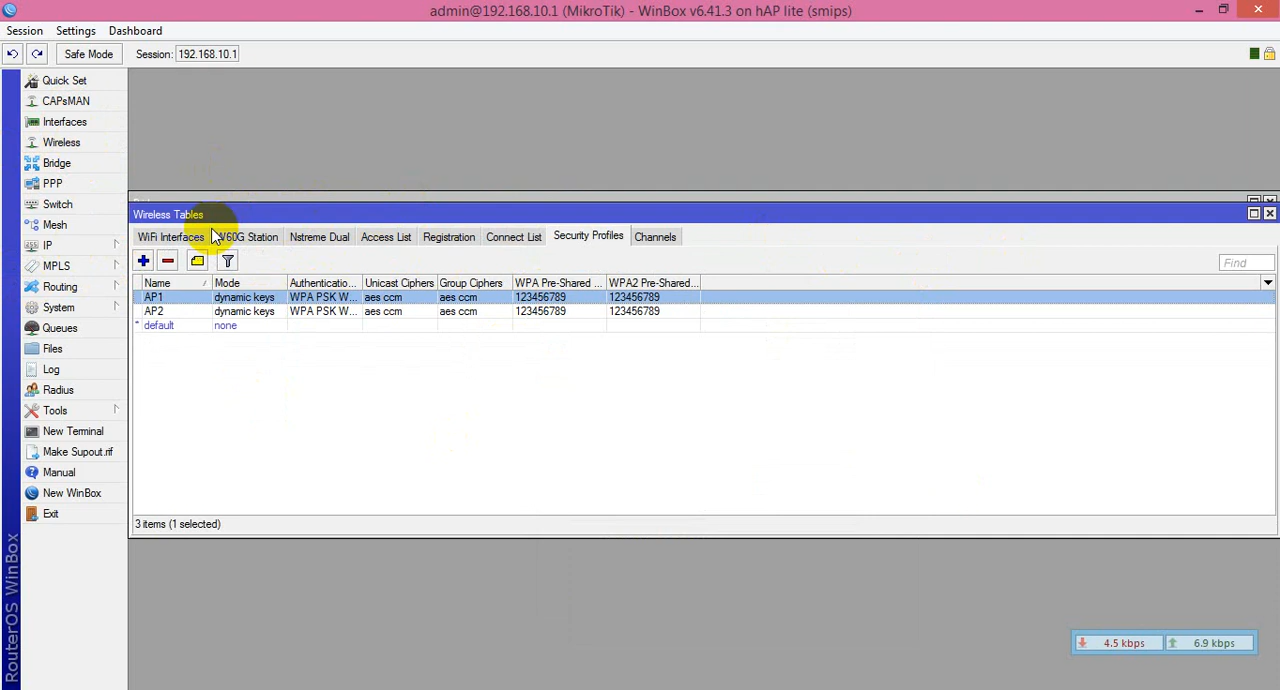 admin@192.168.10.1 (MikroTik) - WinBox v6.41.3 on hAP lite (smips)
Session Settings Dashboard
Safe Mode Session: 192.168.10.1
Quick Set
CAPsMAN
Interfaces
Wireless
Bridge
PPP
Switch
Mesh
IP
MPLS
Routing
System
Queues
Files
Log
Radius
Tools
New Terminal
Make Supout.rif
Manual
New WinBox
Exit
RouterOS WinBox
Wireless Tables
WiFi Interfaces W60G Station Nstreme Dual Access List Registration Connect List Security Profiles Channels
Find
Name / Mode Authenticatio... Unicast Ciphers Group Ciphers WPA Pre-Shared ... WPA2 Pre-Shared...
AP1 dynamic keys WPA PSK W... aes ccm aes ccm 123456789 123456789
AP2 dynamic keys WPA PSK W... aes ccm aes ccm 123456789 123456789
* default none
3 items (1 selected)
4.5 kbps 6.9 kbps